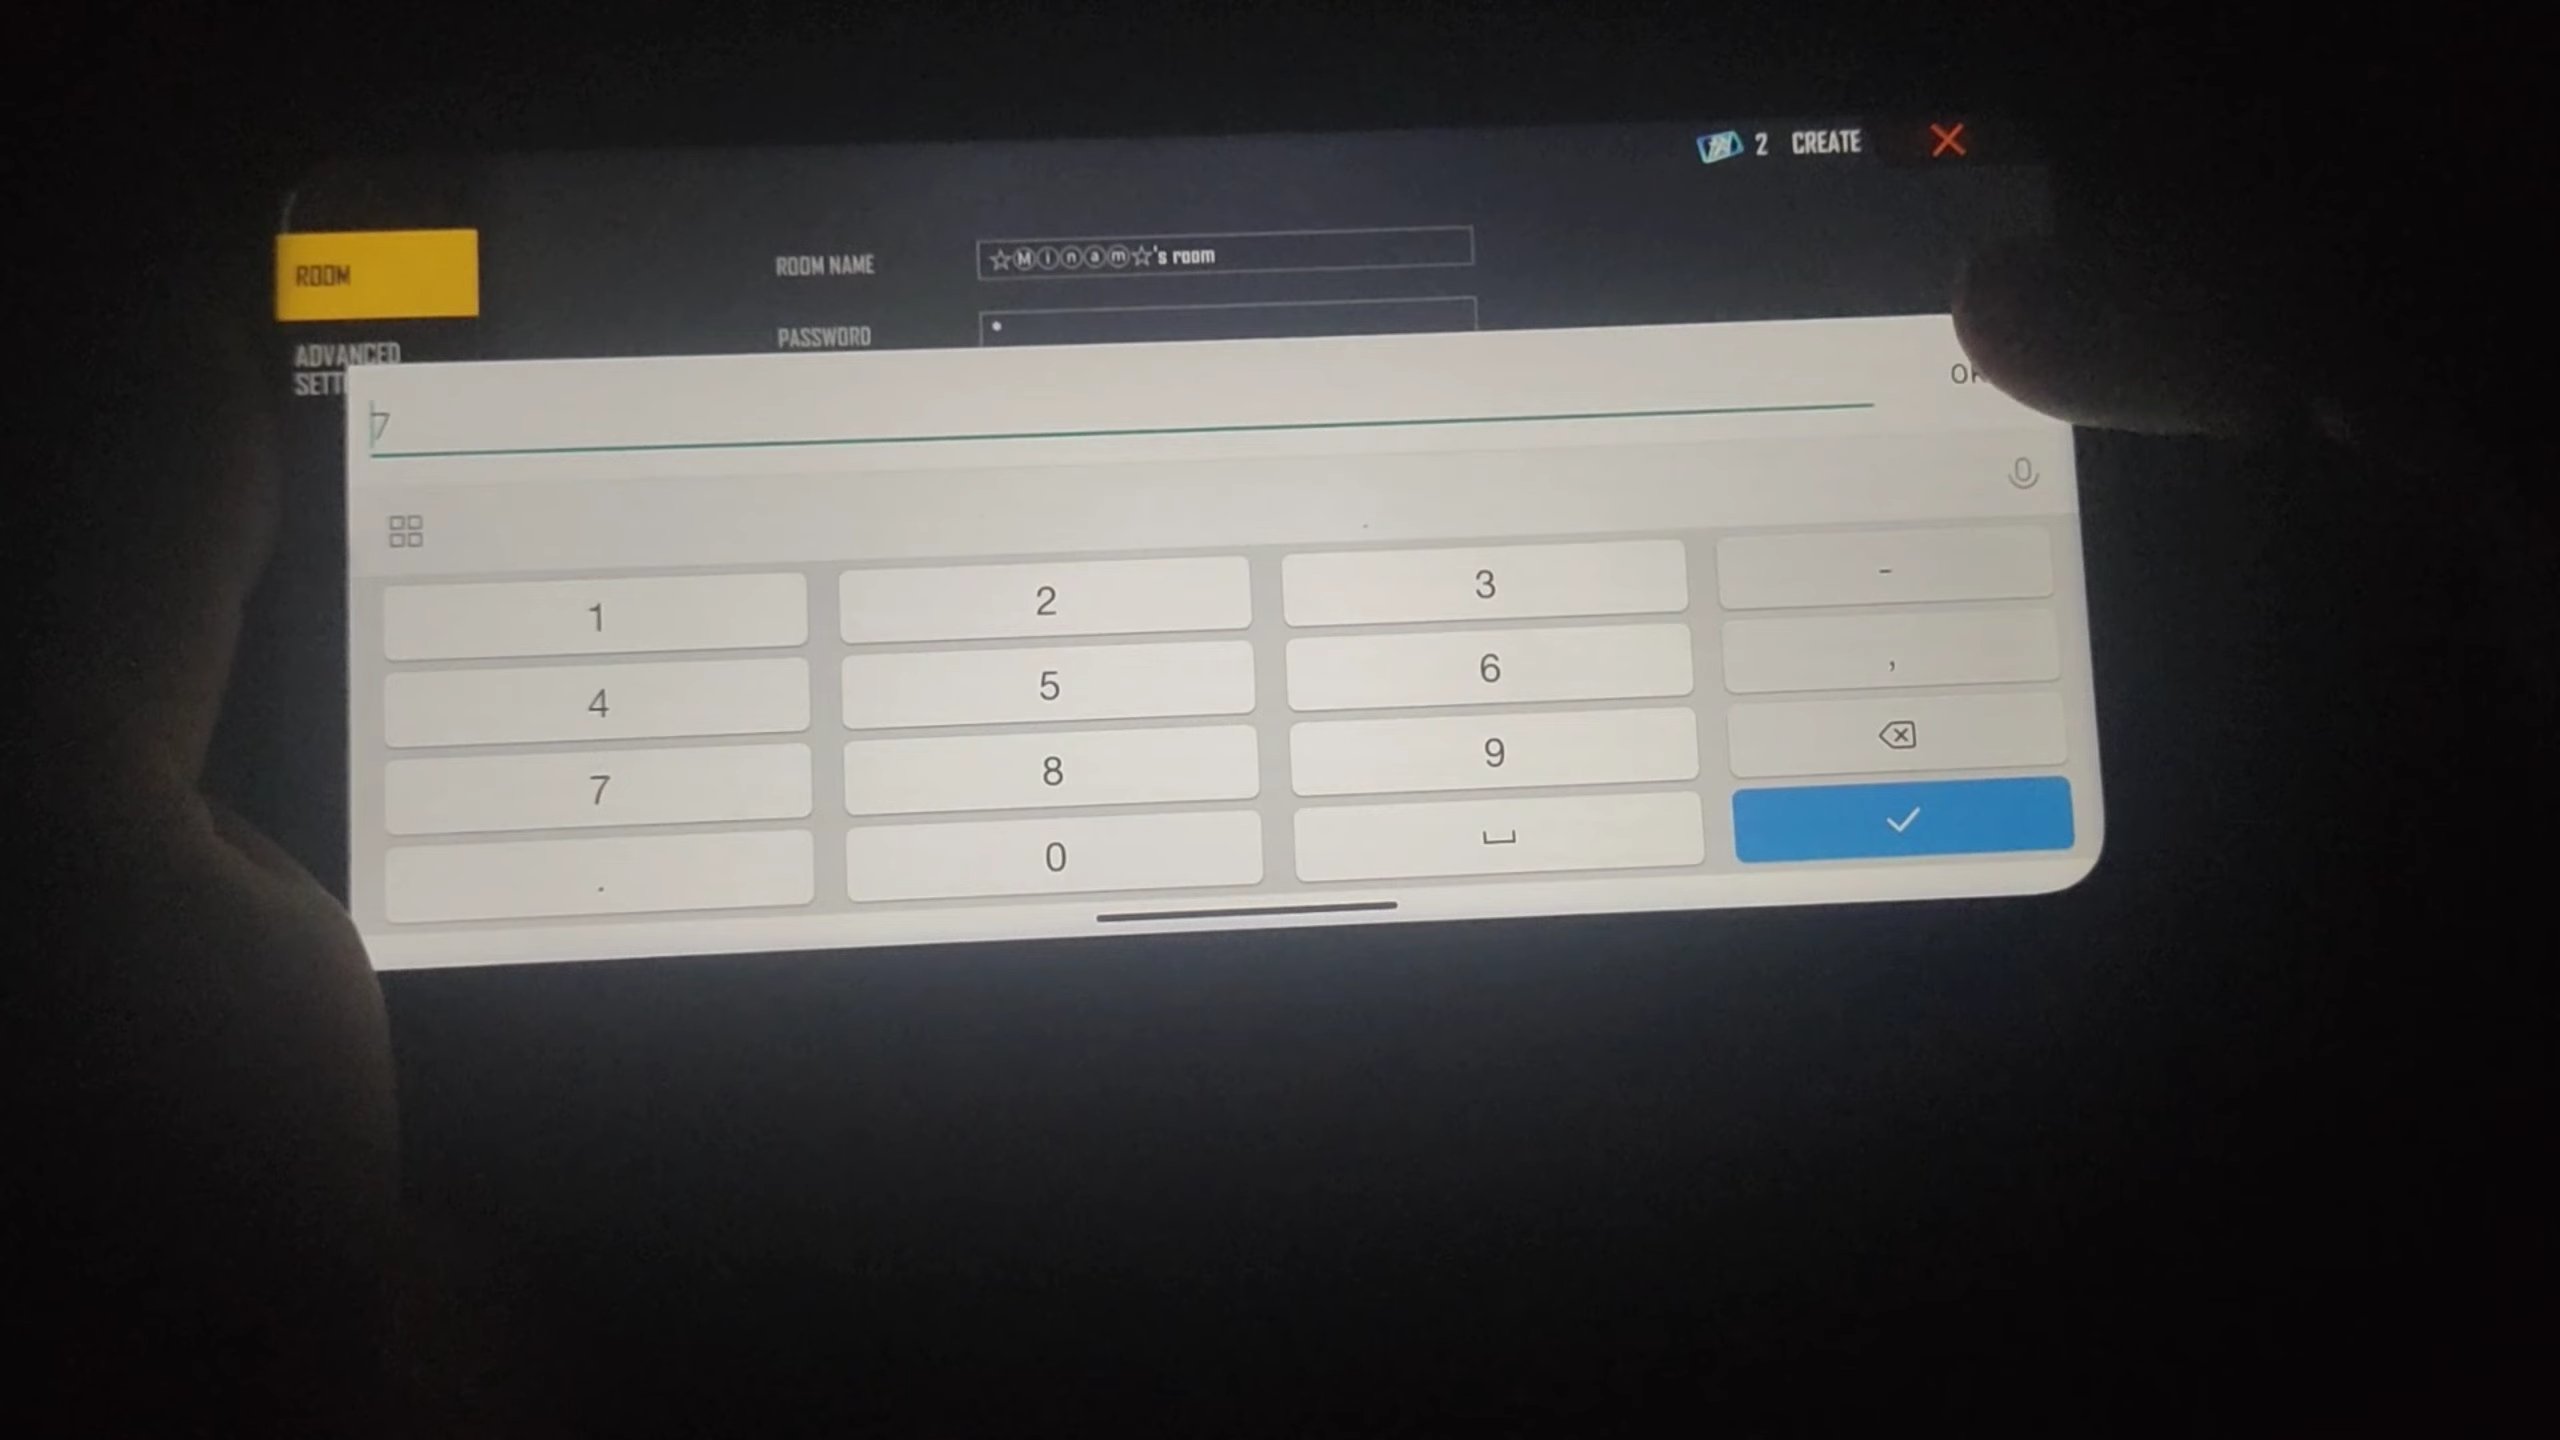 2 CREATE
ROOM
ROOM NAME ☆Ⓜⓘⓝⓐⓜ☆'s room
PASSWORD •
ADVANCED
7
1 2 3 -
4 5 6 ,
7 8 9
. 0